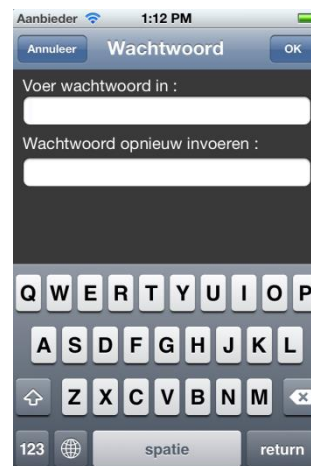 Aanbieder 1:12 PM
Annuleer Wachtwoord OK
Voer wachtwoord in :
Wachtwoord opnieuw invoeren :
Q W E R T Y U I O P
A S D F G H J K L
Z X C V B N M
123 spatie return